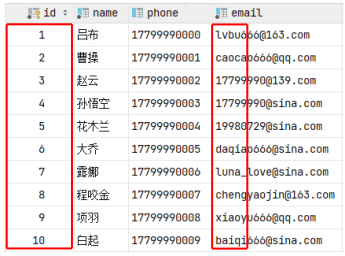 id name phone email
1 吕布 17799990000 lvbu666@163.com
2 曹操 17799990001 caocao666@qq.com
3 赵云 17799990002 17799990@139.com
4 孙悟空 17799990003 17799990@sina.com
5 花木兰 17799990004 19980729@sina.com
6 大乔 17799990005 daqiao666@sina.com
7 露娜 17799990006 luna_love@sina.com
8 程咬金 17799990007 chengyaojin@163.com
9 项羽 17799990008 xiaoyu666@qq.com
10 白起 17799990009 baiqi666@sina.com